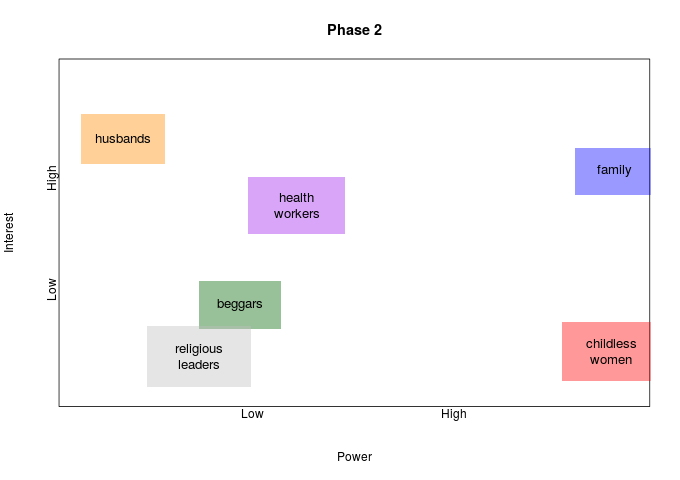 Phase 2
husbands
family
health
workers
beggars
religious
leaders
childless
women
Interest
High
Low
Low
High
Power